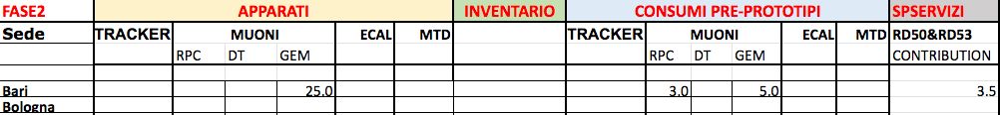 FASE2 APPARATI INVENTARIO CONSUMI PRE-PROTOTIPI SPSERVIZI
Sede TRACKER MUONI ECAL MTD TRACKER MUONI ECAL MTD RD50&RD53
RPC DT GEM RPC DT GEM CONTRIBUTION
Bari 25.0 3.0 5.0 3.5
Bologna